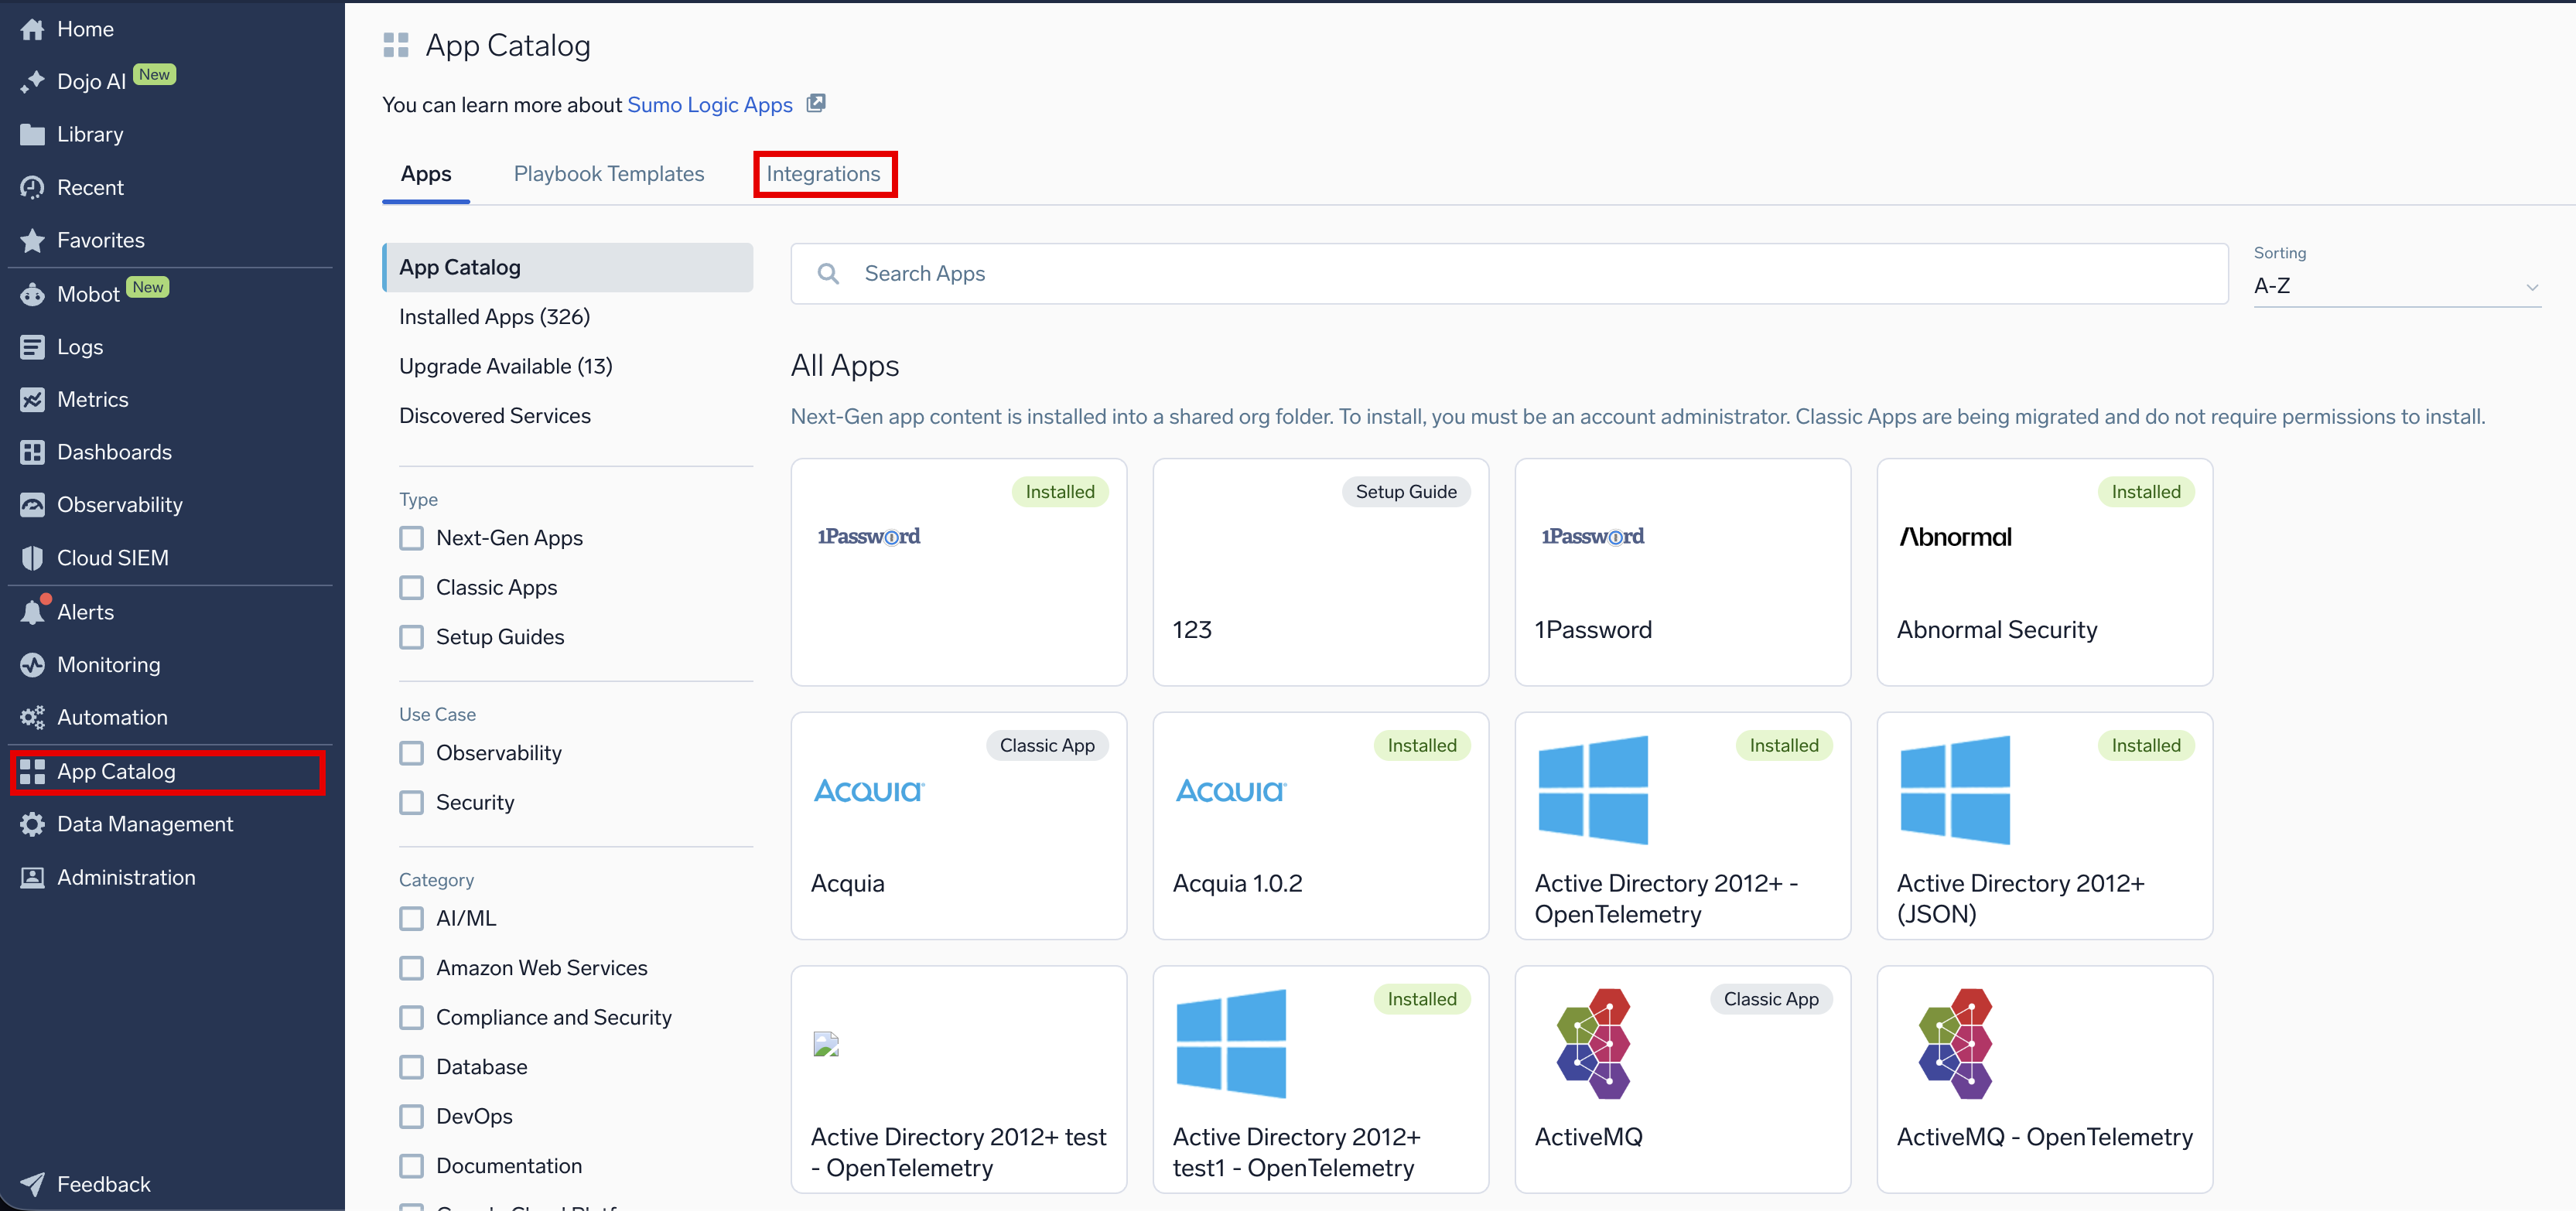 Home
Dojo AI New
Library
Recent
Favorites
Mobot New
Logs
Metrics
Dashboards
Observability
Cloud SIEM
Alerts
Monitoring
Automation
App Catalog
Data Management
Administration
Feedback
App Catalog
You can learn more about Sumo Logic Apps
Apps
Playbook Templates
Integrations
App Catalog
Installed Apps (326)
Upgrade Available (13)
Discovered Services
Type
Next-Gen Apps
Classic Apps
Setup Guides
Use Case
Observability
Security
Category
AI/ML
Amazon Web Services
Compliance and Security
Database
DevOps
Documentation
Search Apps
Sorting
A-Z
All Apps
Next-Gen app content is installed into a shared org folder. To install, you must be an account administrator. Classic Apps are being migrated and do not require permissions to install.
Installed
1Password
Setup Guide
123
1Password
1Password
Installed
Abnormal
Abnormal Security
Classic App
Acquia
Acquia
Installed
Acquia
Acquia 1.0.2
Installed
Active Directory 2012+ -
OpenTelemetry
Installed
Active Directory 2012+
(JSON)
Active Directory 2012+ test
- OpenTelemetry
Installed
Active Directory 2012+
test1 - OpenTelemetry
Classic App
ActiveMQ
ActiveMQ - OpenTelemetry